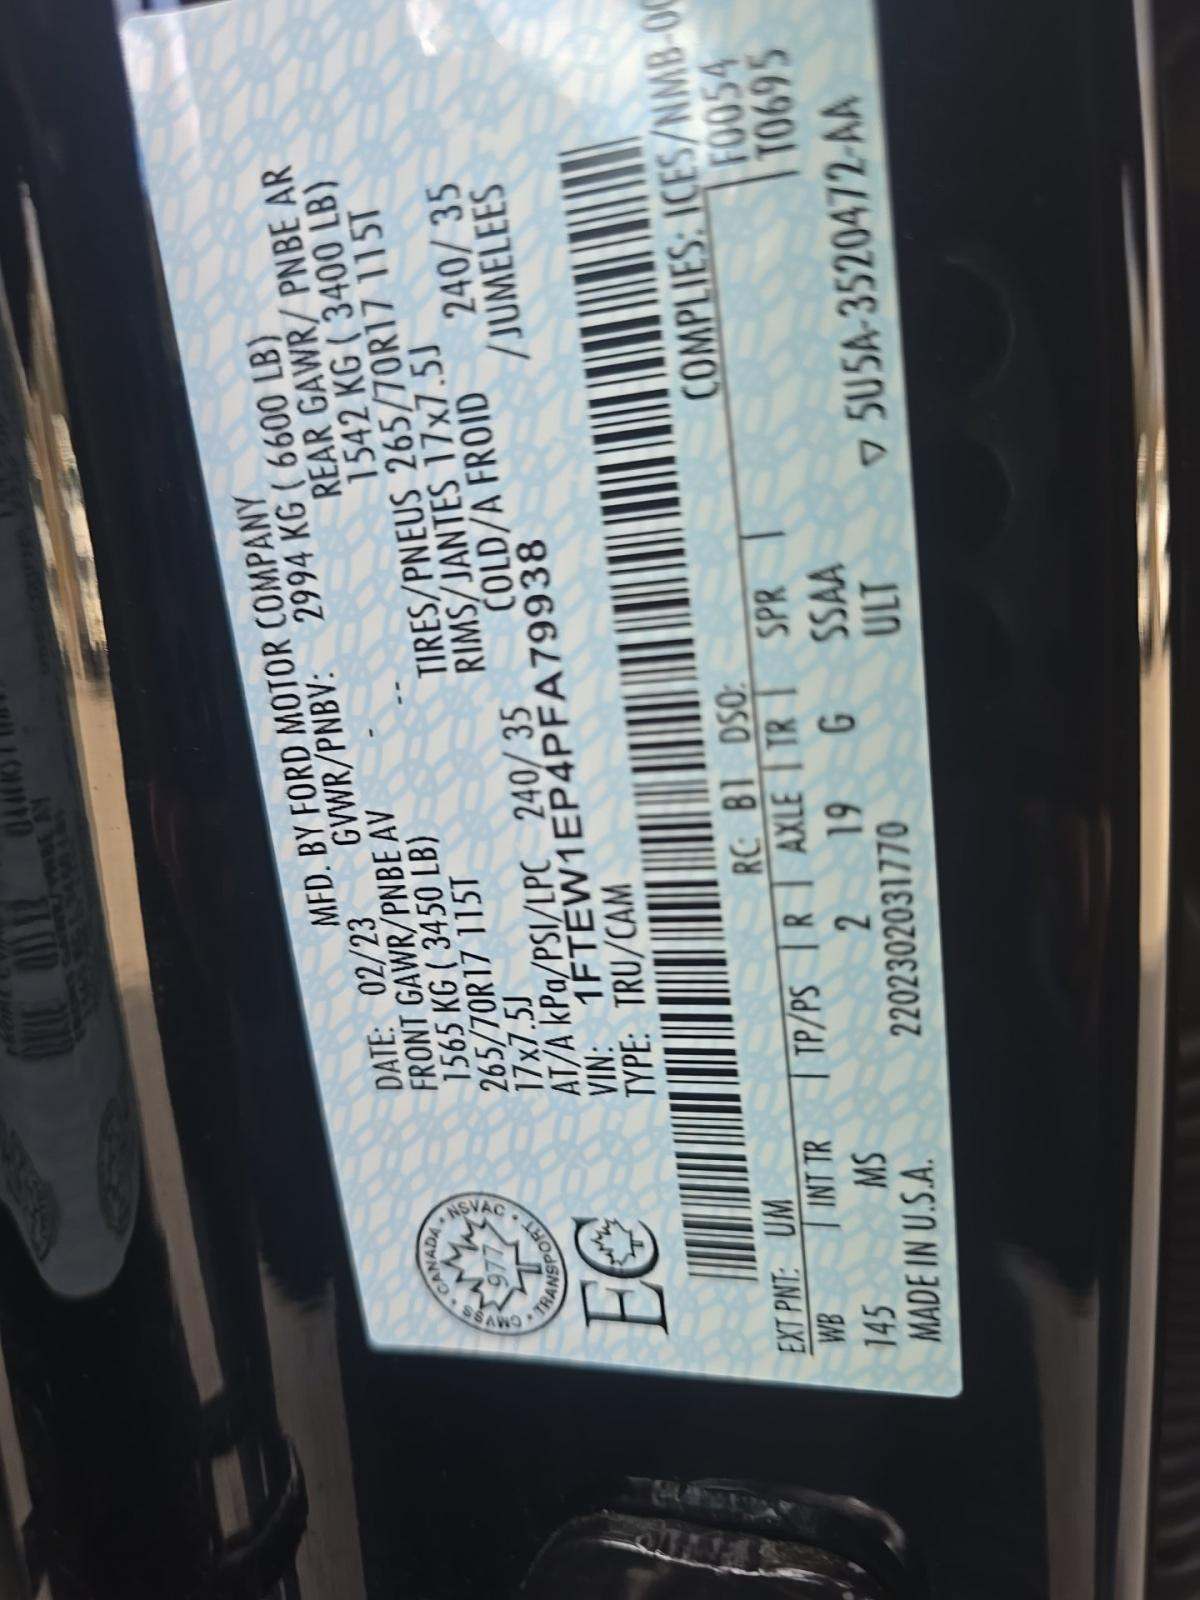 MFD. BY FORD MOTOR COMPANY
DATE: 02/23 GVWR/PNBV: 2994 KG ( 6600 LB)
FRONT GAWR/PNBE AV - -- REAR GAWR/ PNBE AR
1565 KG ( 3450 LB) 1542 KG ( 3400 LB)
265/70R17 115T TIRES/PNEUS 265/70R17 115T
17x7.5J RIMS/JANTES 17x7.5J
AT/A kPa/PSI/LPC 240/ 35 COLD/A FROID 240/ 35
VIN: 1FTEW1EP4PFA79938 /JUMELEES
TYPE: TRU/CAM
CANADA · NSVAC · TRANSPORT · CMVSS ·
977
EC
COMPLIES: ICES/NMB-
EXT PNT: UM RC: B1 DSO: F0054
WB | INT TR | TP/PS | R | AXLE | TR | SPR | T0695
145 MS 2 19 G SSAA
2202302031770 ULT
MADE IN U.S.A. ▽ 5U5A-3520472-AA